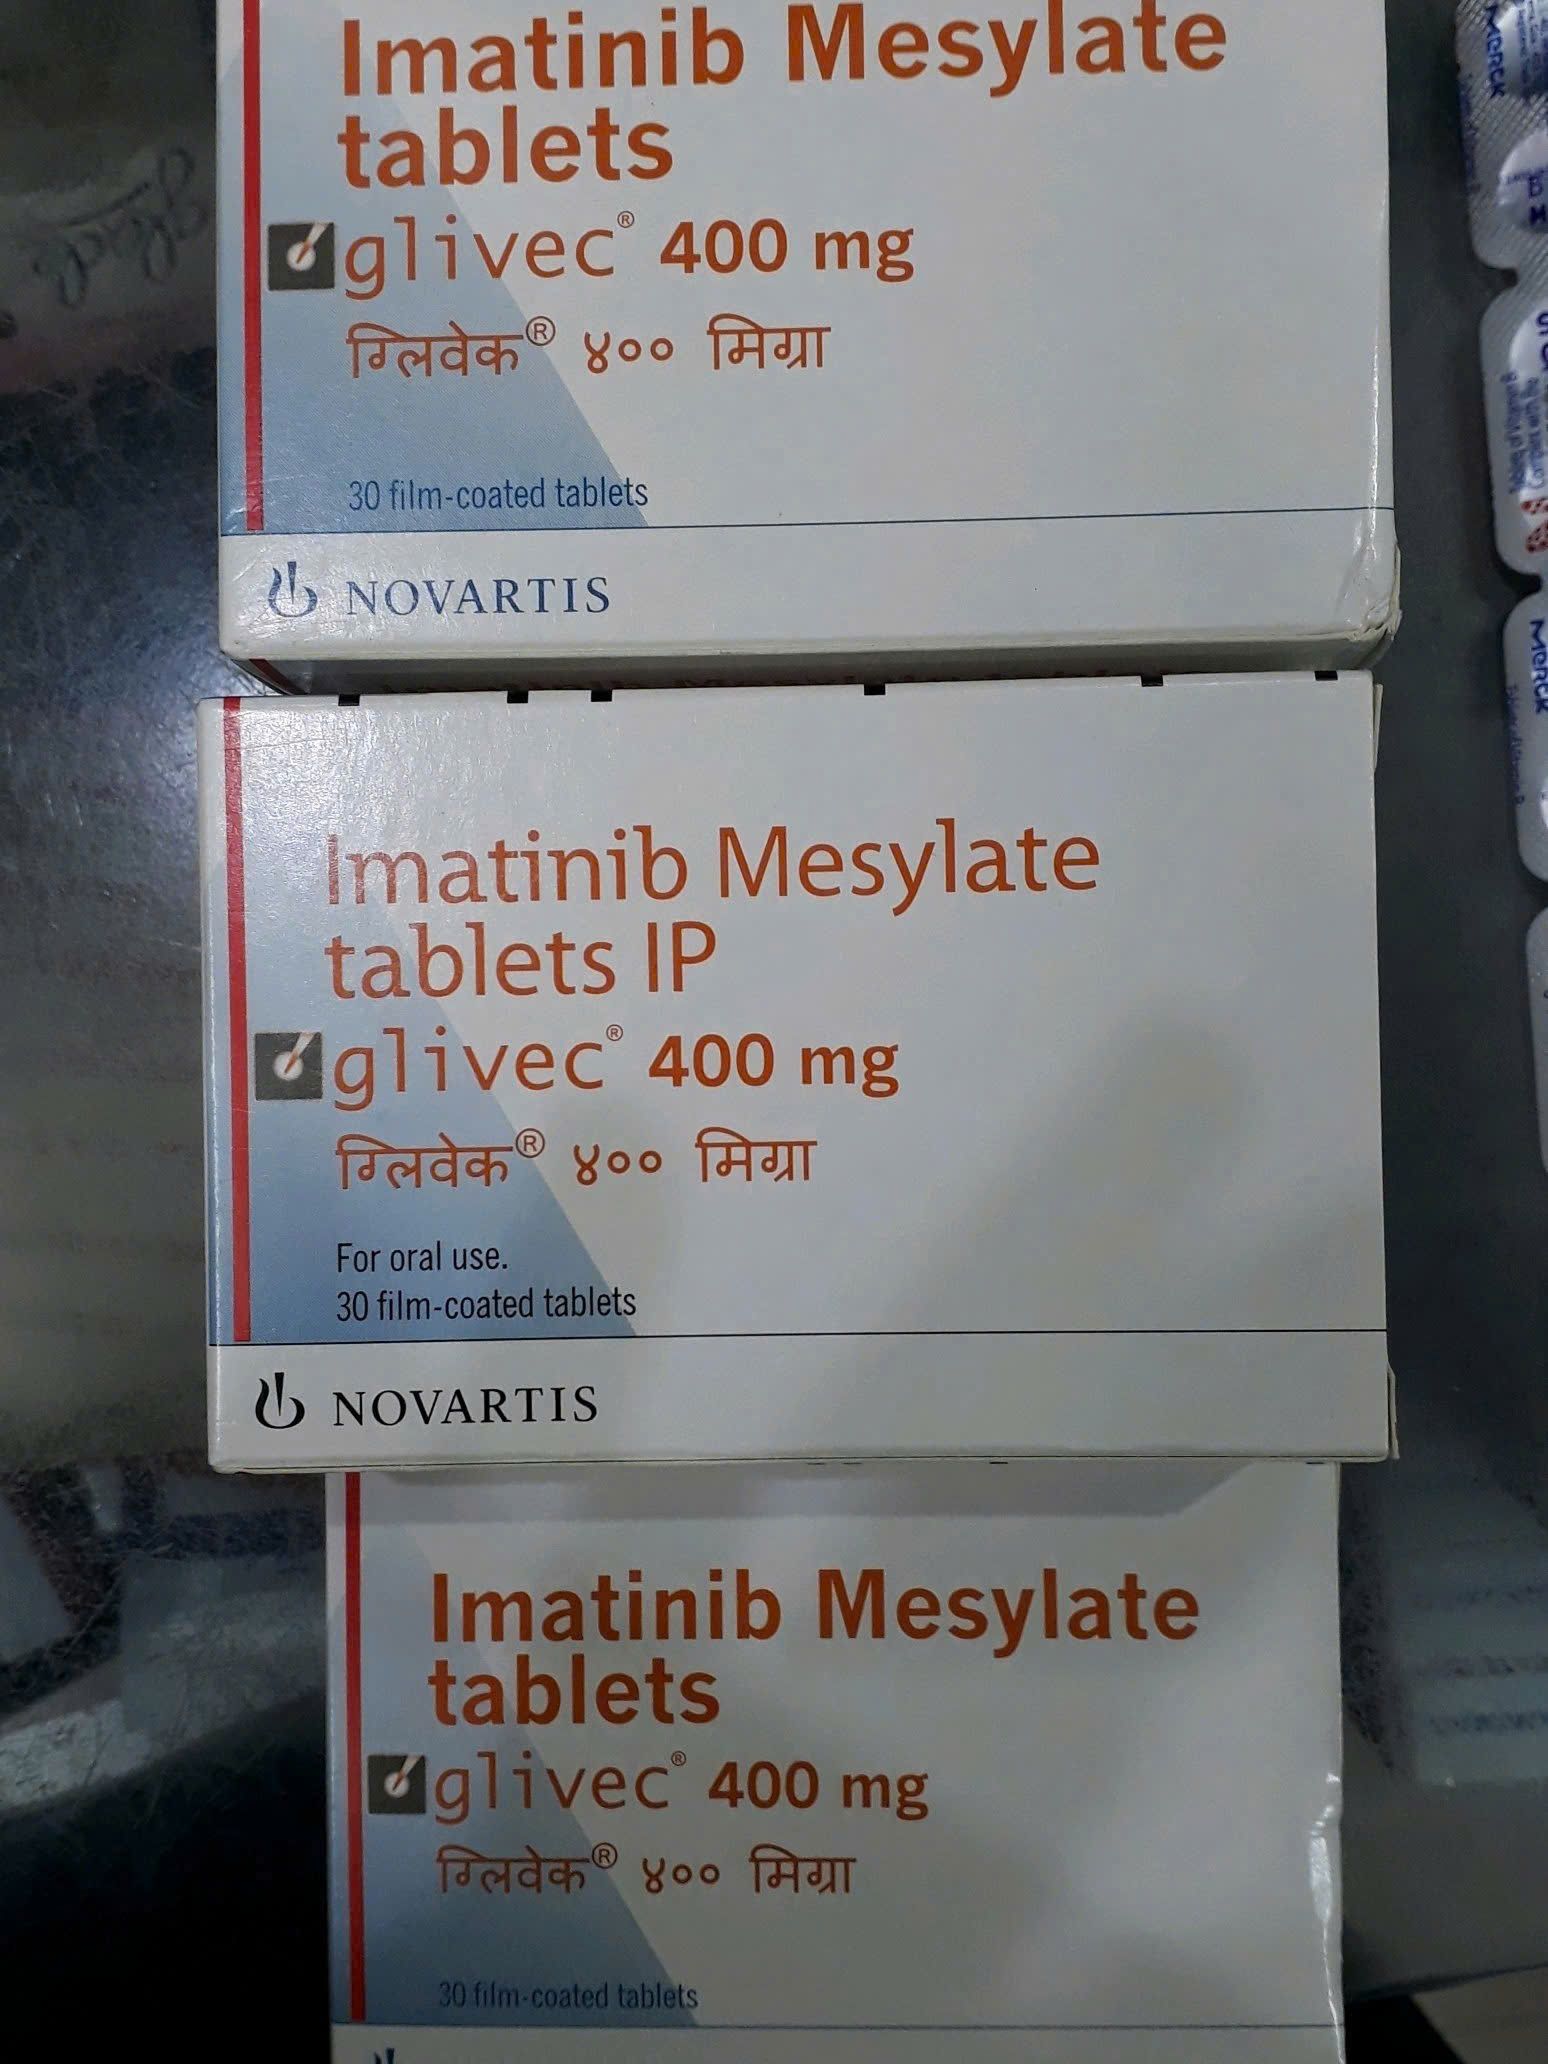 Imatinib Mesylate
tablets
glivec® 400 mg
ग्लिवेक® ४०० मिग्रा
30 film-coated tablets
NOVARTIS
Imatinib Mesylate
tablets IP
glivec® 400 mg
ग्लिवेक® ४०० मिग्रा
For oral use.
30 film-coated tablets
NOVARTIS
Imatinib Mesylate
tablets
glivec® 400 mg
ग्लिवेक® ४०० मिग्रा
30 film-coated tablets
Merck
Merck